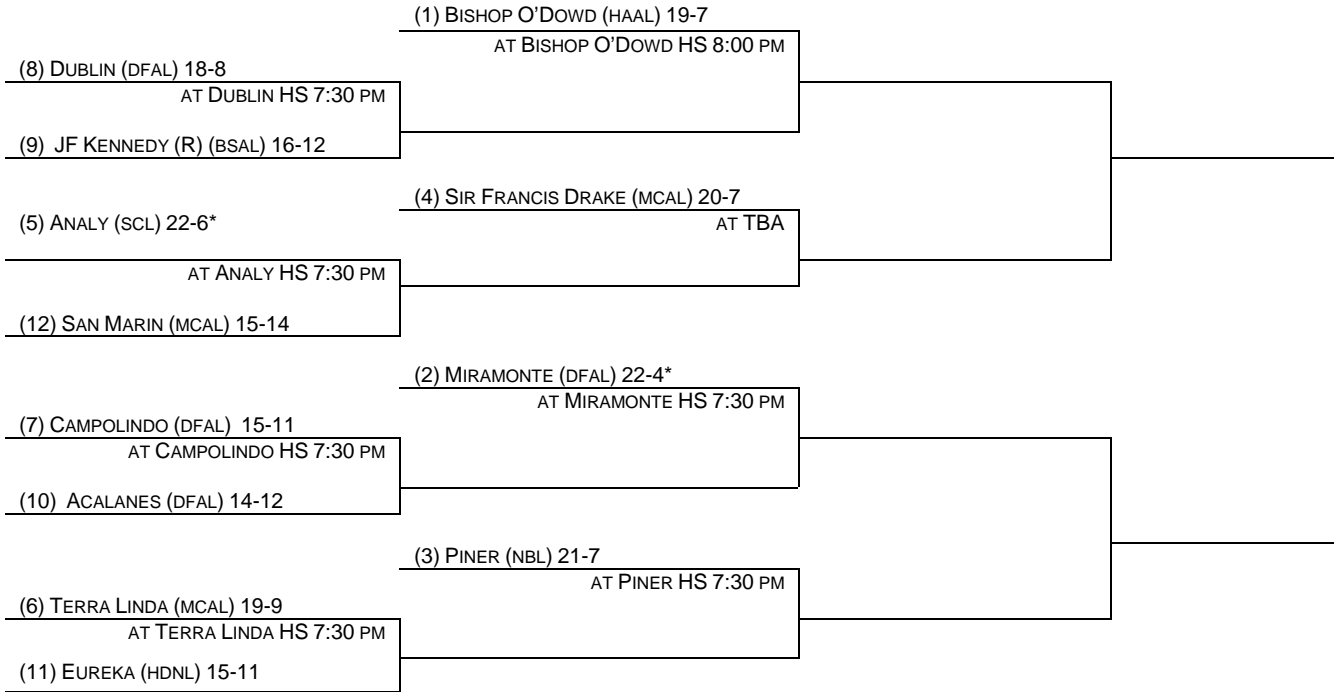 (1) BISHOP O'DOWD (HAAL) 19-7
AT BISHOP O'DOWD HS 8:00 PM
(8) DUBLIN (DFAL) 18-8
AT DUBLIN HS 7:30 PM
(9) JF KENNEDY (R) (BSAL) 16-12
(4) SIR FRANCIS DRAKE (MCAL) 20-7
AT TBA
(5) ANALY (SCL) 22-6*
AT ANALY HS 7:30 PM
(12) SAN MARIN (MCAL) 15-14
(2) MIRAMONTE (DFAL) 22-4*
AT MIRAMONTE HS 7:30 PM
(7) CAMPOLINDO (DFAL) 15-11
AT CAMPOLINDO HS 7:30 PM
(10) ACALANES (DFAL) 14-12
(3) PINER (NBL) 21-7
AT PINER HS 7:30 PM
(6) TERRA LINDA (MCAL) 19-9
AT TERRA LINDA HS 7:30 PM
(11) EUREKA (HDNL) 15-11